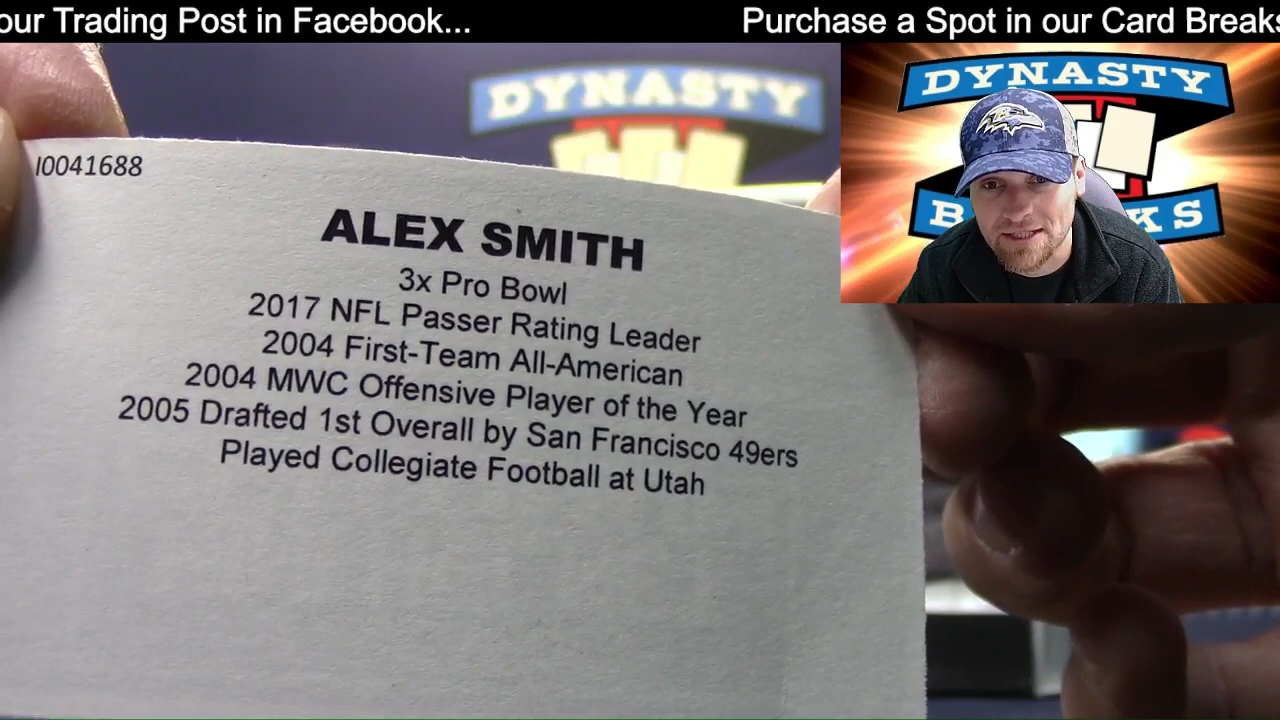 our Trading Post in Facebook...
Purchase a Spot in our Card Breaks
DYNASTY
DYNASTY
B KS
I0041688
ALEX SMITH
3x Pro Bowl
2017 NFL Passer Rating Leader
2004 First-Team All-American
2004 MWC Offensive Player of the Year
2005 Drafted 1st Overall by San Francisco 49ers
Played Collegiate Football at Utah